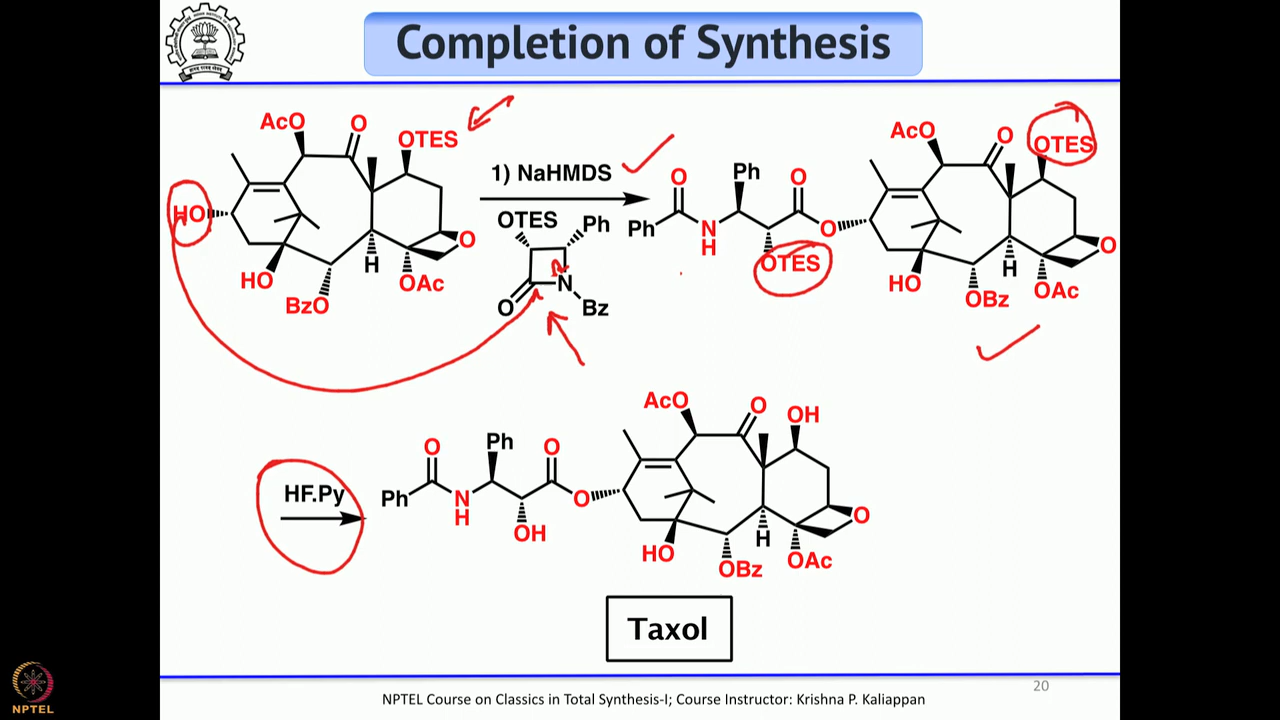 Completion of Synthesis
AcO
O
OTES
HO
O
H
HO
OAc
BzO
1) NaHMDS
OTES
Ph
N
O
Bz
AcO
O
OTES
Ph
O
O
Ph
N
H
O
OTES
O
H
HO
OBz
OAc
HF.Py
AcO
O
OH
Ph
O
O
Ph
N
H
O
OH
O
H
HO
OBz
OAc
Taxol
20
NPTEL Course on Classics in Total Synthesis-I; Course Instructor: Krishna P. Kaliappan
NPTEL